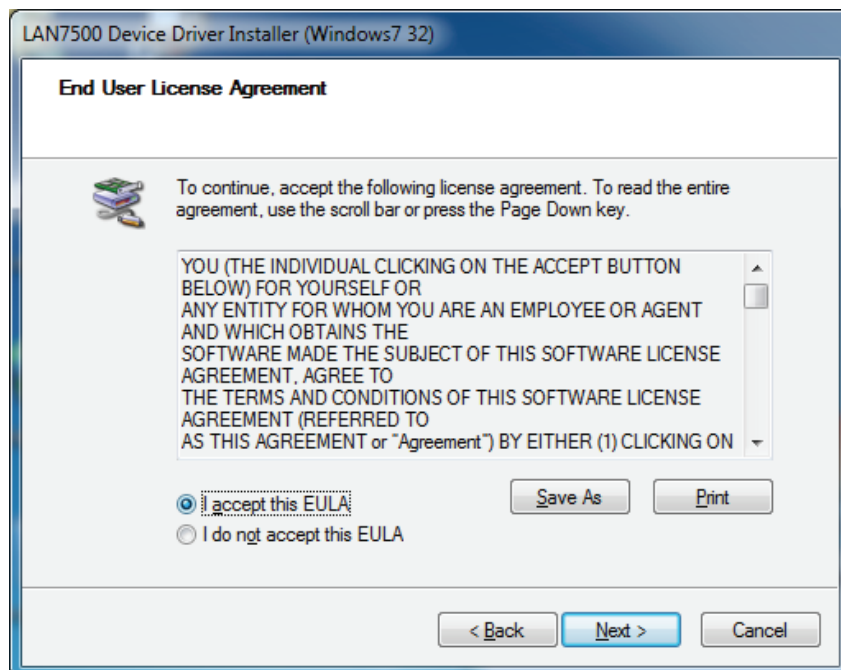 LAN7500 Device Driver Installer (Windows7 32)
End User License Agreement
To continue, accept the following license agreement. To read the entire
agreement, use the scroll bar or press the Page Down key.
YOU (THE INDIVIDUAL CLICKING ON THE ACCEPT BUTTON
BELOW) FOR YOURSELF OR
ANY ENTITY FOR WHOM YOU ARE AN EMPLOYEE OR AGENT
AND WHICH OBTAINS THE
SOFTWARE MADE THE SUBJECT OF THIS SOFTWARE LICENSE
AGREEMENT, AGREE TO
THE TERMS AND CONDITIONS OF THIS SOFTWARE LICENSE
AGREEMENT (REFERRED TO
AS THIS AGREEMENT or "Agreement") BY EITHER (1) CLICKING ON
I accept this EULA
Save As
Print
I do not accept this EULA
< Back
Next >
Cancel